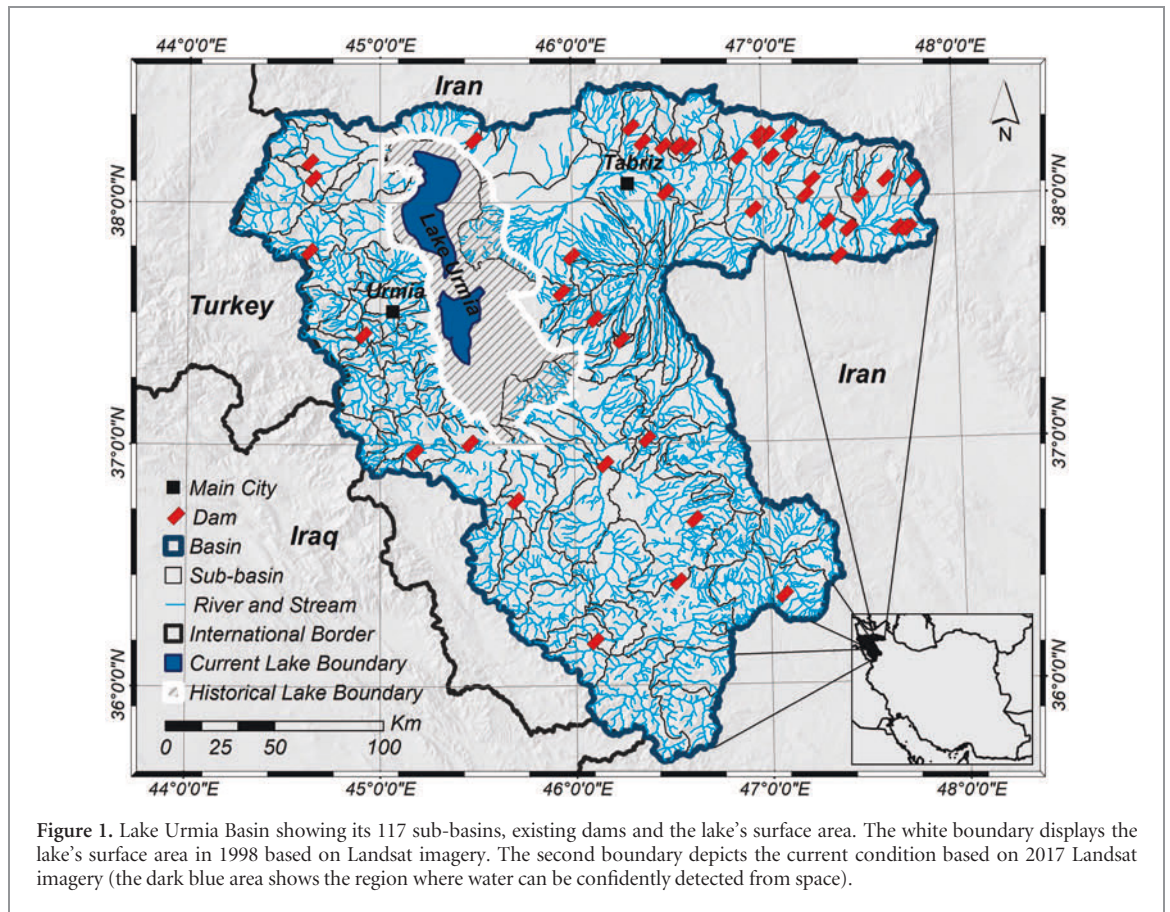 44°0'0"E 45°0'0"E 46°0'0"E 47°0'0"E 48°0'0"E
Iran
N
Tabriz
38°0'0"N
38°0'0"N
Lake Urmia
Urmia
Turkey
Iran
37°0'0"N
37°0'0"N
Main City
Dam
Iraq
Basin
Sub-basin
River and Stream
International Border
Current Lake Boundary
Historical Lake Boundary
36°0'0"N
36°0'0"N
Km
0 25 50 100
44°0'0"E 45°0'0"E 46°0'0"E 47°0'0"E 48°0'0"E
Figure 1. Lake Urmia Basin showing its 117 sub-basins, existing dams and the lake's surface area. The white boundary displays the
lake's surface area in 1998 based on Landsat imagery. The second boundary depicts the current condition based on 2017 Landsat
imagery (the dark blue area shows the region where water can be confidently detected from space).